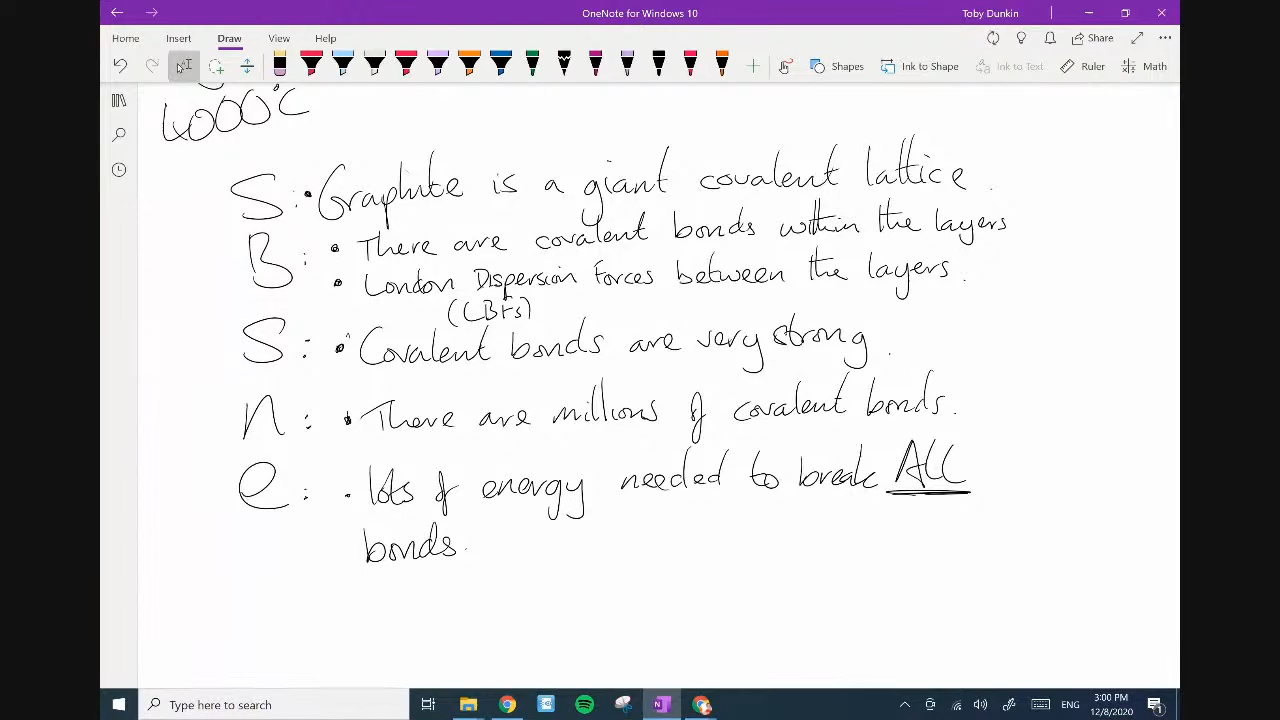 OneNote for Windows 10
Toby Dunkin
Home Insert Draw View Help
Share
Shapes Ink to Shape Ink to Text Ruler Math
4000°C
S: • Graphite is a giant covalent lattice.
B: • There are covalent bonds within the layers
• London Dispersion Forces between the layers.
(LDFs)
S: • Covalent bonds are very strong.
n: • There are millions of covalent bonds.
e: • lots of energy needed to break ALL
bonds.
Type here to search
ENG
3:00 PM
12/8/2020